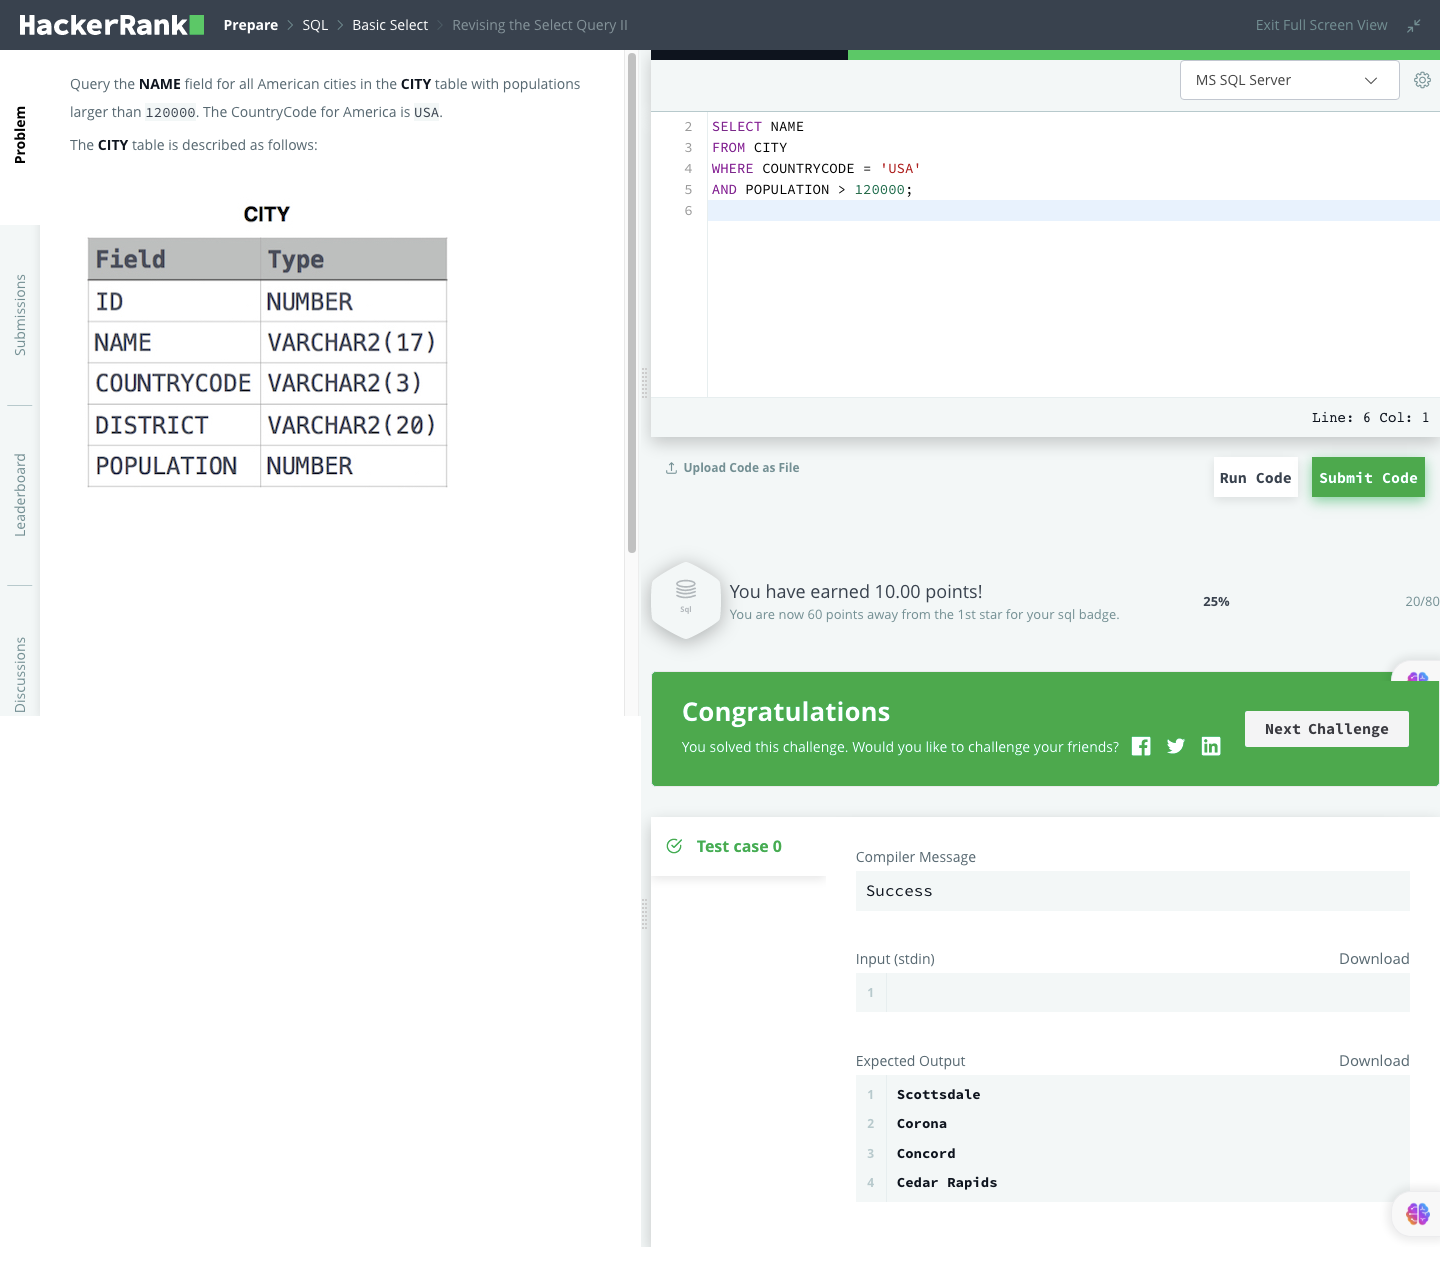 HackerRank
Prepare > SQL > Basic Select > Revising the Select Query II
Exit Full Screen View
Problem
Submissions
Leaderboard
Discussions
Query the NAME field for all American cities in the CITY table with populations
larger than 120000. The CountryCode for America is USA.
The CITY table is described as follows:
CITY
Field Type
ID NUMBER
NAME VARCHAR2(17)
COUNTRYCODE VARCHAR2(3)
DISTRICT VARCHAR2(20)
POPULATION NUMBER
MS SQL Server
2 SELECT NAME
3 FROM CITY
4 WHERE COUNTRYCODE = 'USA'
5 AND POPULATION > 120000;
6
Line: 6 Col: 1
Upload Code as File
Run Code
Submit Code
Sql
You have earned 10.00 points!
You are now 60 points away from the 1st star for your sql badge.
25%
20/80
Congratulations
You solved this challenge. Would you like to challenge your friends?
Next Challenge
Test case 0
Compiler Message
Success
Input (stdin)
Download
1
Expected Output
Download
1 Scottsdale
2 Corona
3 Concord
4 Cedar Rapids